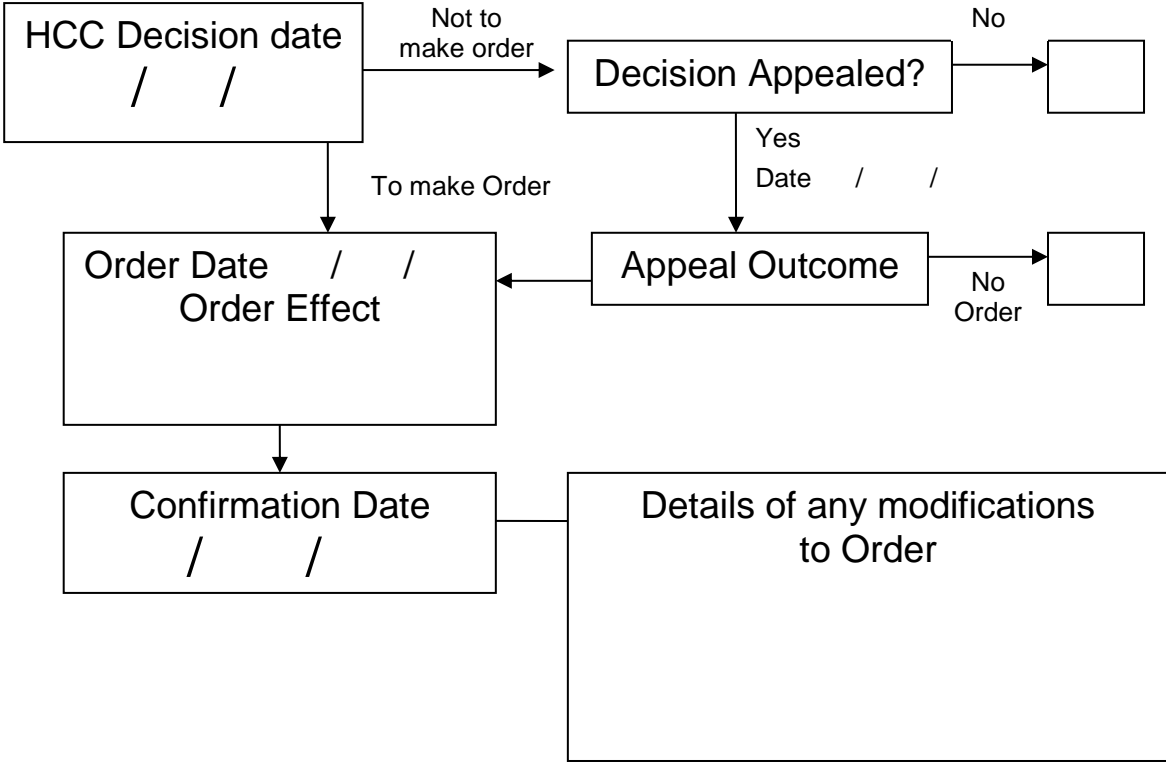 HCC Decision date
/ /
Not to
make order
Decision Appealed?
No
Yes
Date / /
To make Order
Order Date / /
Order Effect
Appeal Outcome
No
Order
Confirmation Date
/ /
Details of any modifications
to Order